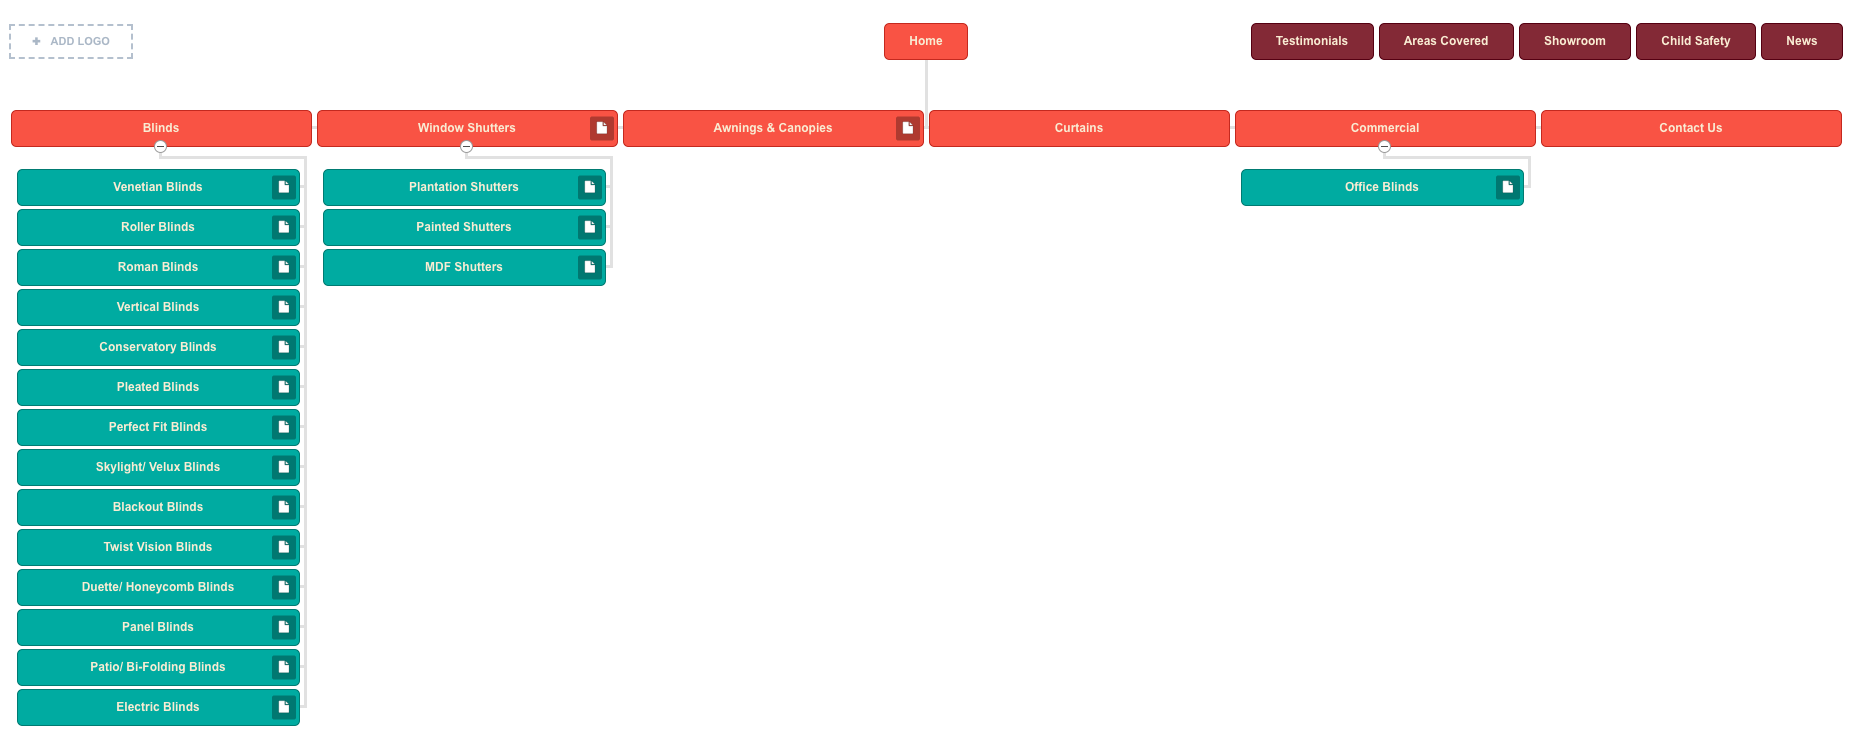 ADD LOGO
Home
Testimonials
Areas Covered
Showroom
Child Safety
News
Blinds
Window Shutters
Awnings & Canopies
Curtains
Commercial
Contact Us
Venetian Blinds
Roller Blinds
Roman Blinds
Vertical Blinds
Conservatory Blinds
Pleated Blinds
Perfect Fit Blinds
Skylight/ Velux Blinds
Blackout Blinds
Twist Vision Blinds
Duette/ Honeycomb Blinds
Panel Blinds
Patio/ Bi-Folding Blinds
Electric Blinds
Plantation Shutters
Painted Shutters
MDF Shutters
Office Blinds